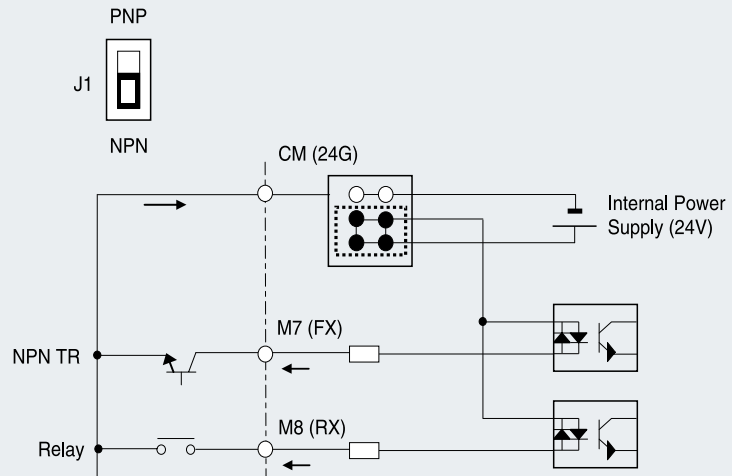 PNP
J1
NPN
CM (24G)
Internal Power
Supply (24V)
M7 (FX)
NPN TR
M8 (RX)
Relay